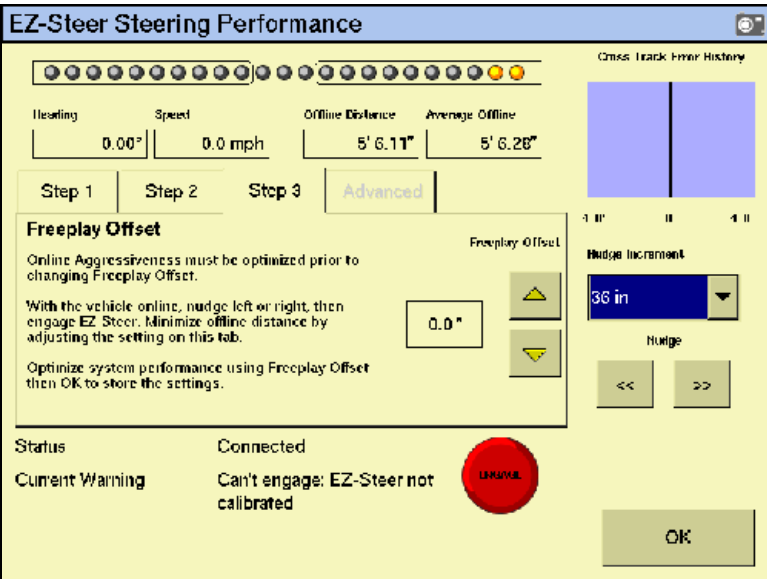 EZ-Steer Steering Performance
Cross Track Error History
Heading
Speed
Offline Distance
Average Offline
0.00°
0.0 mph
5' 6.11"
5' 6.28"
Step 1
Step 2
Step 3
Advanced
Freeplay Offset
Online Aggressiveness must be optimized prior to
changing Freeplay Offset.
With the vehicle online, nudge left or right, then
engage EZ Steer. Minimize offline distance by
adjusting the setting on this tab.
Optimize system performance using Freeplay Offset
then OK to store the settings.
Freeplay Offset
0.0 "
0
Nudge Increment
36 in
Nudge
<<
>>
Status
Connected
Current Warning
Can't engage: EZ-Steer not
calibrated
ENGAGE
OK